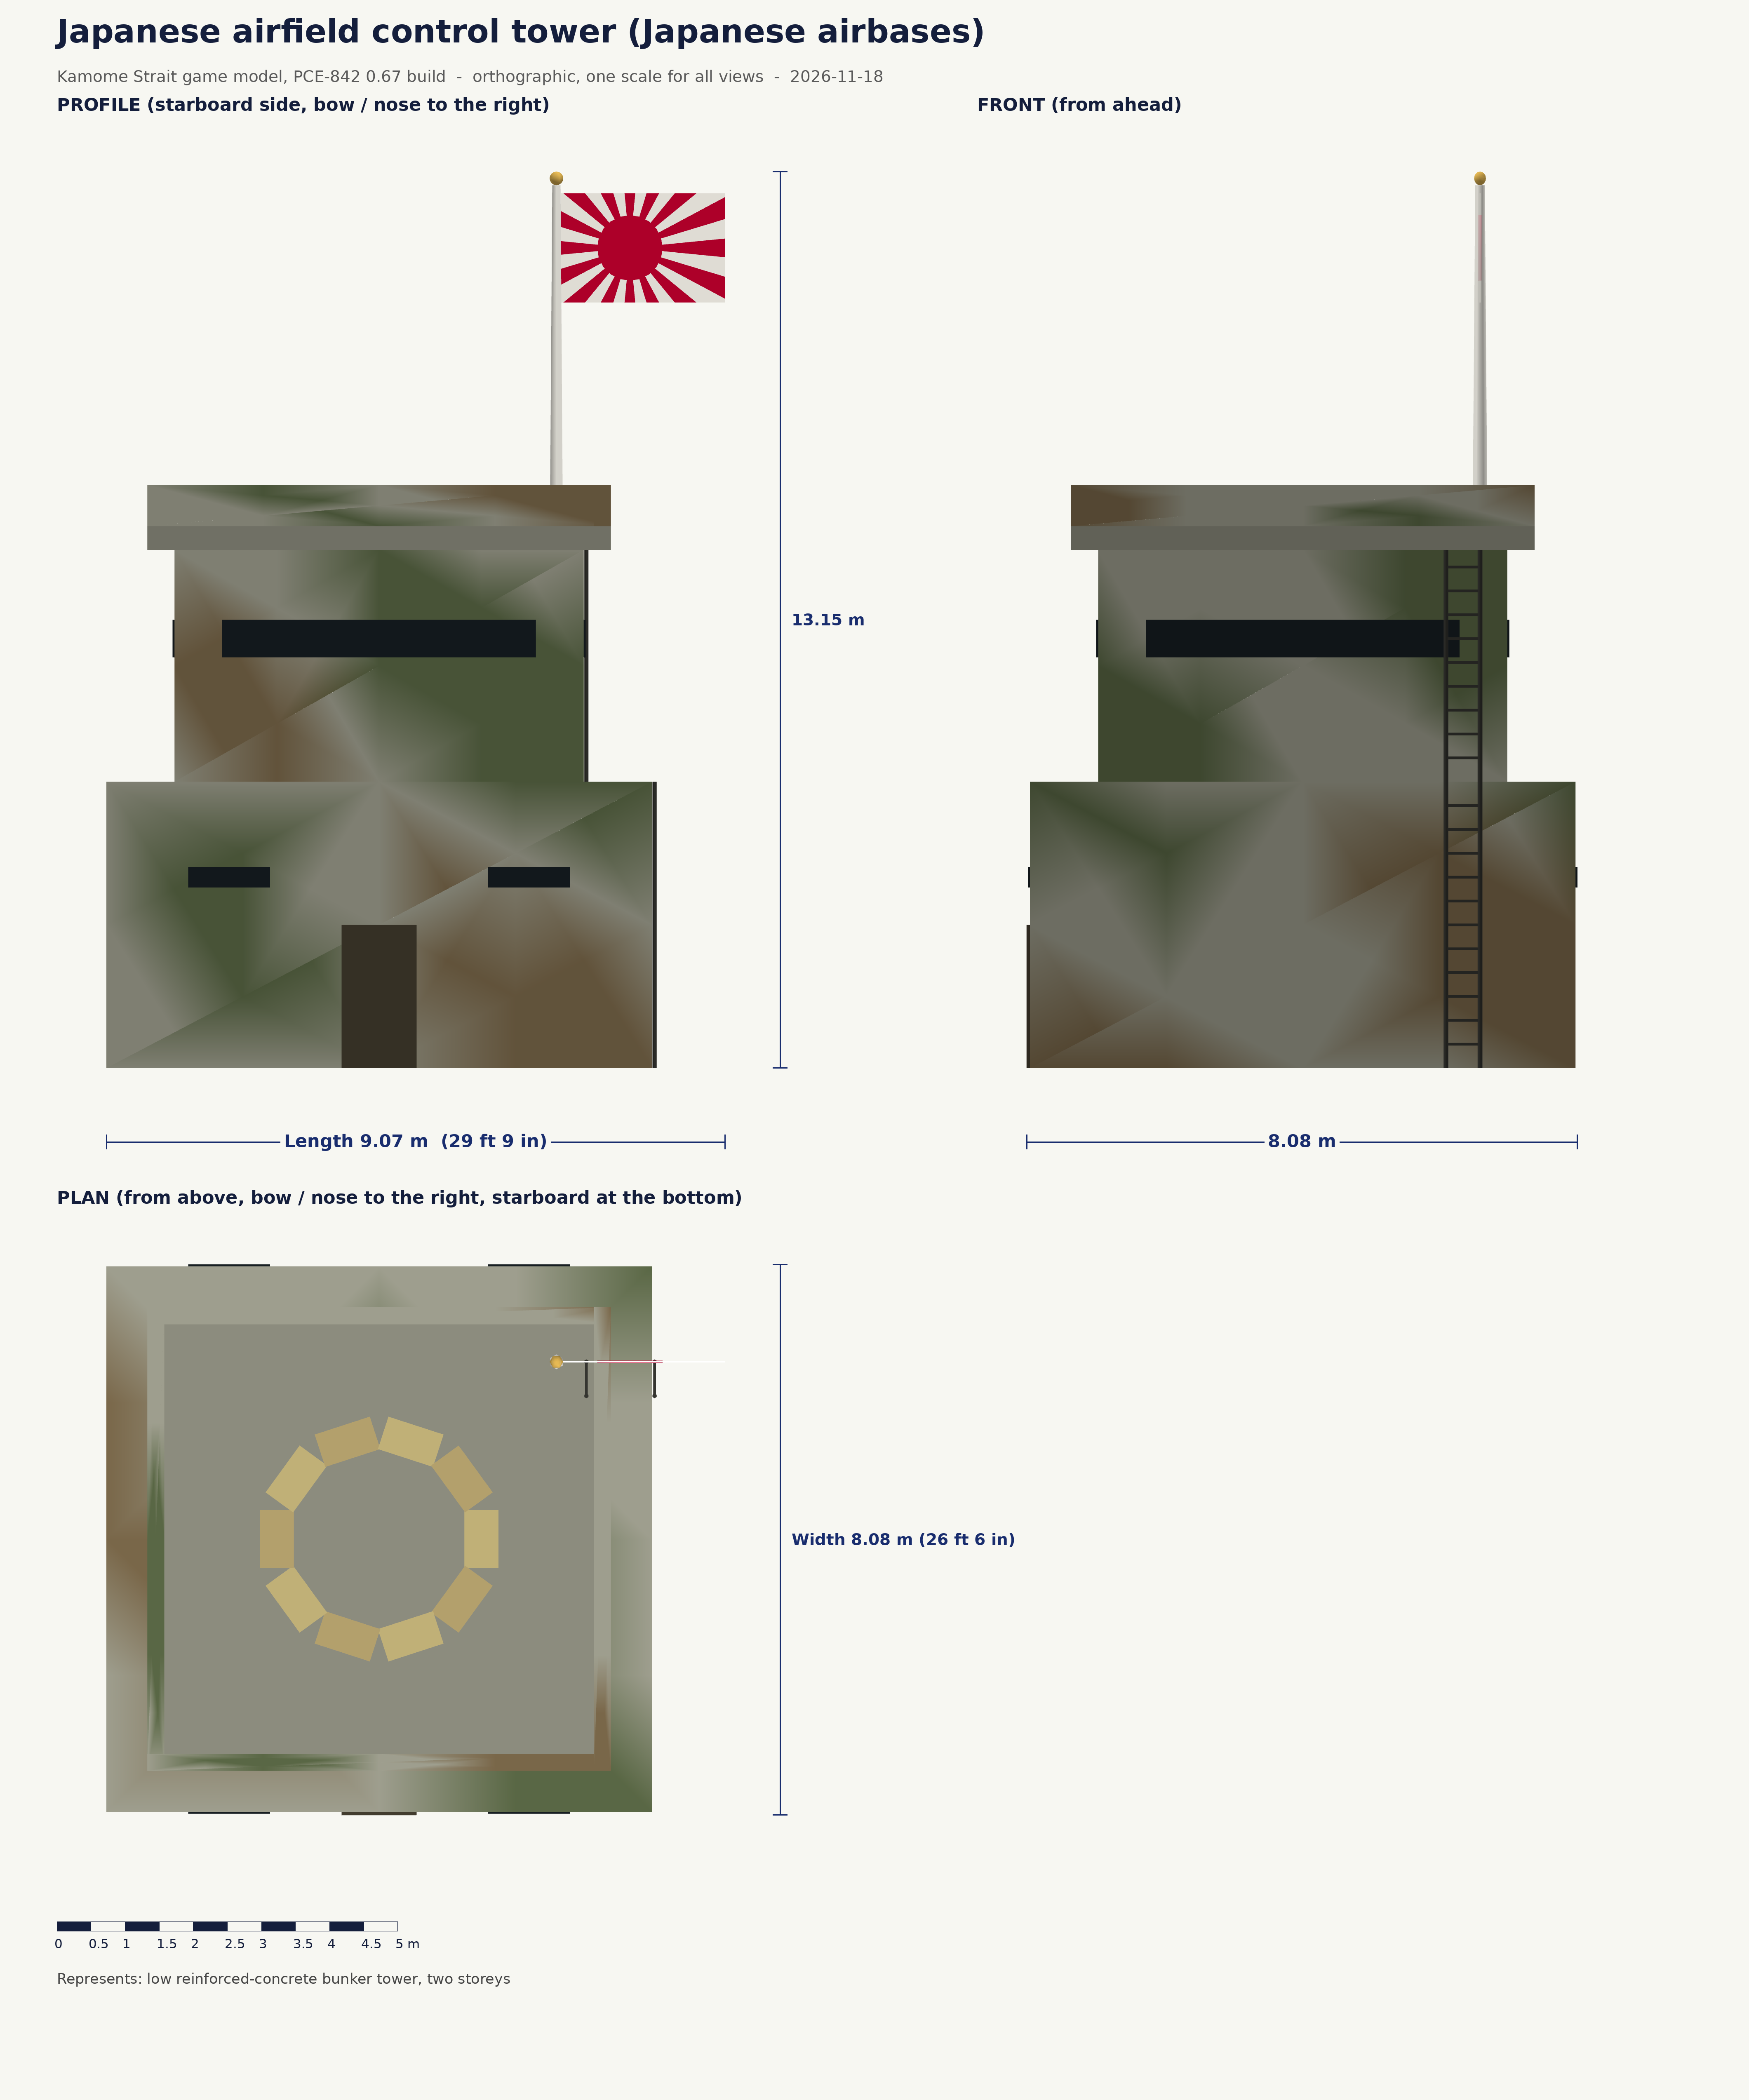 Japanese airfield control tower (Japanese airbases)
Kamome Strait game model, PCE-842 0.67 build - orthographic, one scale for all views - 2026-11-18
PROFILE (starboard side, bow / nose to the right)
FRONT (from ahead)
13.15 m
Length 9.07 m (29 ft 9 in)
8.08 m
PLAN (from above, bow / nose to the right, starboard at the bottom)
Width 8.08 m (26 ft 6 in)
0 0.5 1 1.5 2 2.5 3 3.5 4 4.5 5 m
Represents: low reinforced-concrete bunker tower, two storeys